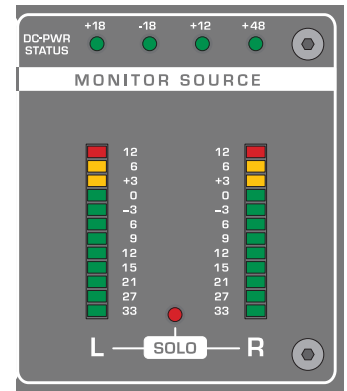 +18 -18 +12 +48
DC-PWR
STATUS
MONITOR SOURCE
12 12
6 6
+3 +3
0 0
–3 –3
6 6
9 9
12 12
15 15
21 21
27 27
33 33
L SOLO R